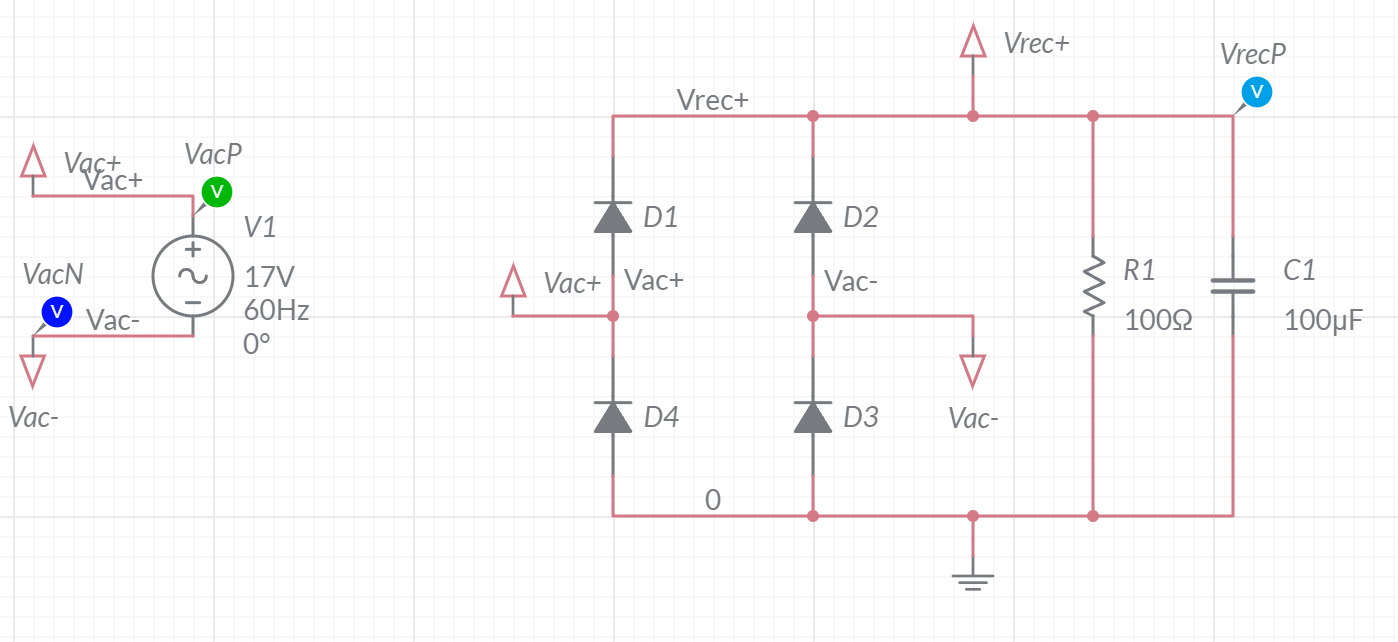 Vrec+
VrecP
V
Vrec+
Vac+
Vac+
VacP
V
V1
17V
60Hz
0°
VacN
V
Vac-
Vac-
D1
D2
Vac+
Vac+
Vac-
R1
100Ω
C1
100µF
D4
D3
Vac-
0